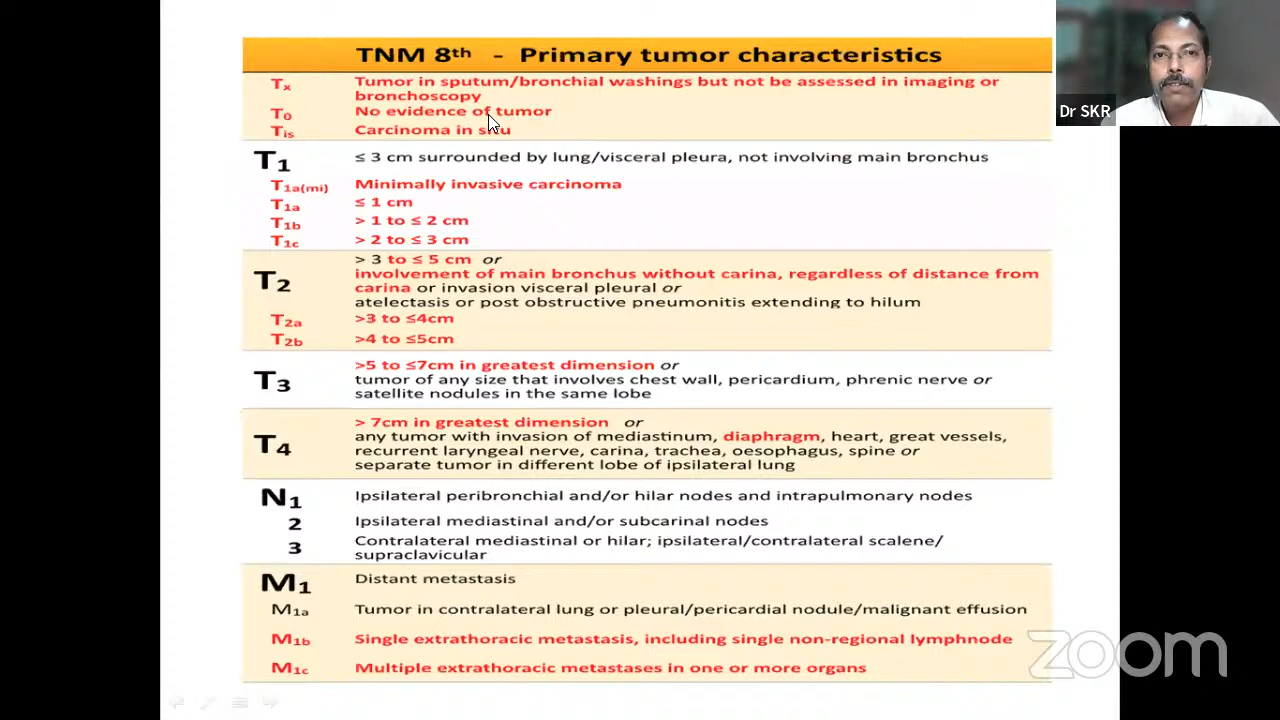 TNM 8th - Primary tumor characteristics
Tx Tumor in sputum/bronchial washings but not be assessed in imaging or
bronchoscopy
T0 No evidence of tumor
Tis Carcinoma in situ
T1 ≤ 3 cm surrounded by lung/visceral pleura, not involving main bronchus
T1a(mi) Minimally invasive carcinoma
T1a ≤ 1 cm
T1b > 1 to ≤ 2 cm
T1c > 2 to ≤ 3 cm
T2 > 3 to ≤ 5 cm or
involvement of main bronchus without carina, regardless of distance from
carina or invasion visceral pleural or
atelectasis or post obstructive pneumonitis extending to hilum
T2a >3 to ≤4cm
T2b >4 to ≤5cm
T3 >5 to ≤7cm in greatest dimension or
tumor of any size that involves chest wall, pericardium, phrenic nerve or
satellite nodules in the same lobe
T4 > 7cm in greatest dimension or
any tumor with invasion of mediastinum, diaphragm, heart, great vessels,
recurrent laryngeal nerve, carina, trachea, oesophagus, spine or
separate tumor in different lobe of ipsilateral lung
N1 Ipsilateral peribronchial and/or hilar nodes and intrapulmonary nodes
2 Ipsilateral mediastinal and/or subcarinal nodes
3 Contralateral mediastinal or hilar; ipsilateral/contralateral scalene/
supraclavicular
M1 Distant metastasis
M1a Tumor in contralateral lung or pleural/pericardial nodule/malignant effusion
M1b Single extrathoracic metastasis, including single non-regional lymphnode
M1c Multiple extrathoracic metastases in one or more organs
Dr SKR
zoom